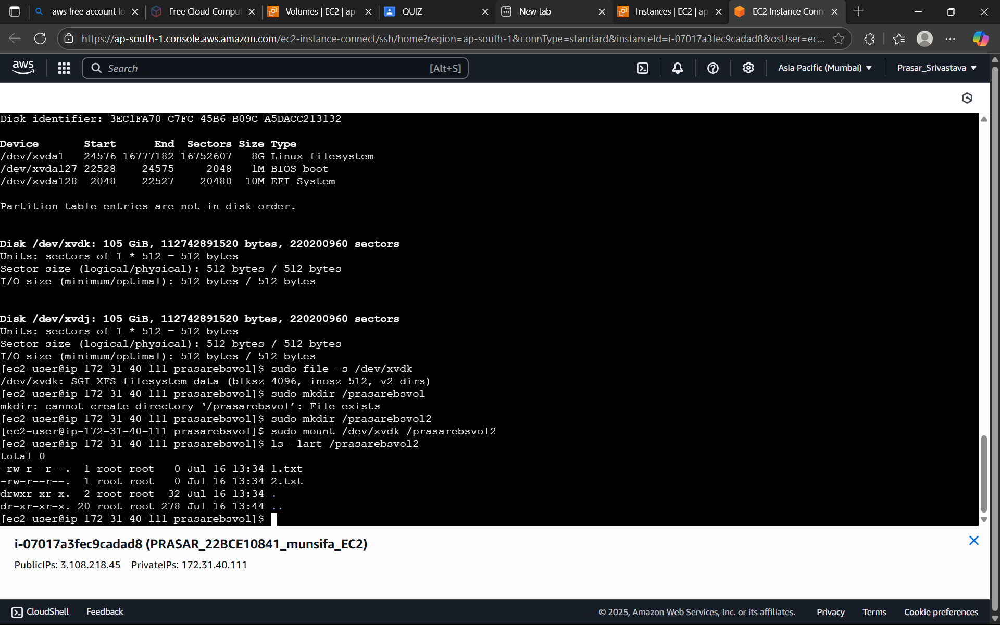 aws free account lo
Free Cloud Comput
Volumes | EC2 | ap-
QUIZ
New tab
Instances | EC2 | ap
EC2 Instance Conn
https://ap-south-1.console.aws.amazon.com/ec2-instance-connect/ssh/home?region=ap-south-1&connType=standard&instanceId=i-07017a3fec9cadad8&osUser=ec...
aws
Search
[Alt+S]
Asia Pacific (Mumbai)
Prasar_Srivastava
Disk identifier: 3EC1FA70-C7FC-45B6-B09C-A5DACC213132
Device       Start      End  Sectors Size Type
/dev/xvda1   24576 16777182 16752607   8G Linux filesystem
/dev/xvda127 22528    24575     2048   1M BIOS boot
/dev/xvda128  2048    22527    20480  10M EFI System
Partition table entries are not in disk order.
Disk /dev/xvdk: 105 GiB, 112742891520 bytes, 220200960 sectors
Units: sectors of 1 * 512 = 512 bytes
Sector size (logical/physical): 512 bytes / 512 bytes
I/O size (minimum/optimal): 512 bytes / 512 bytes
Disk /dev/xvdj: 105 GiB, 112742891520 bytes, 220200960 sectors
Units: sectors of 1 * 512 = 512 bytes
Sector size (logical/physical): 512 bytes / 512 bytes
I/O size (minimum/optimal): 512 bytes / 512 bytes
[ec2-user@ip-172-31-40-111 prasarebsvol]$ sudo file -s /dev/xvdk
/dev/xvdk: SGI XFS filesystem data (blksz 4096, inosz 512, v2 dirs)
[ec2-user@ip-172-31-40-111 prasarebsvol]$ sudo mkdir /prasarebsvol
mkdir: cannot create directory ‘/prasarebsvol’: File exists
[ec2-user@ip-172-31-40-111 prasarebsvol]$ sudo mkdir /prasarebsvol2
[ec2-user@ip-172-31-40-111 prasarebsvol]$ sudo mount /dev/xvdk /prasarebsvol2
[ec2-user@ip-172-31-40-111 prasarebsvol]$ ls -lart /prasarebsvol2
total 0
-rw-r--r--.  1 root root   0 Jul 16 13:34 1.txt
-rw-r--r--.  1 root root   0 Jul 16 13:34 2.txt
drwxr-xr-x.  2 root root  32 Jul 16 13:34 .
dr-xr-xr-x. 20 root root 278 Jul 16 13:44 ..
[ec2-user@ip-172-31-40-111 prasarebsvol]$
i-07017a3fec9cadad8 (PRASAR_22BCE10841_munsifa_EC2)
PublicIPs: 3.108.218.45    PrivateIPs: 172.31.40.111
CloudShell
Feedback
© 2025, Amazon Web Services, Inc. or its affiliates.
Privacy
Terms
Cookie preferences